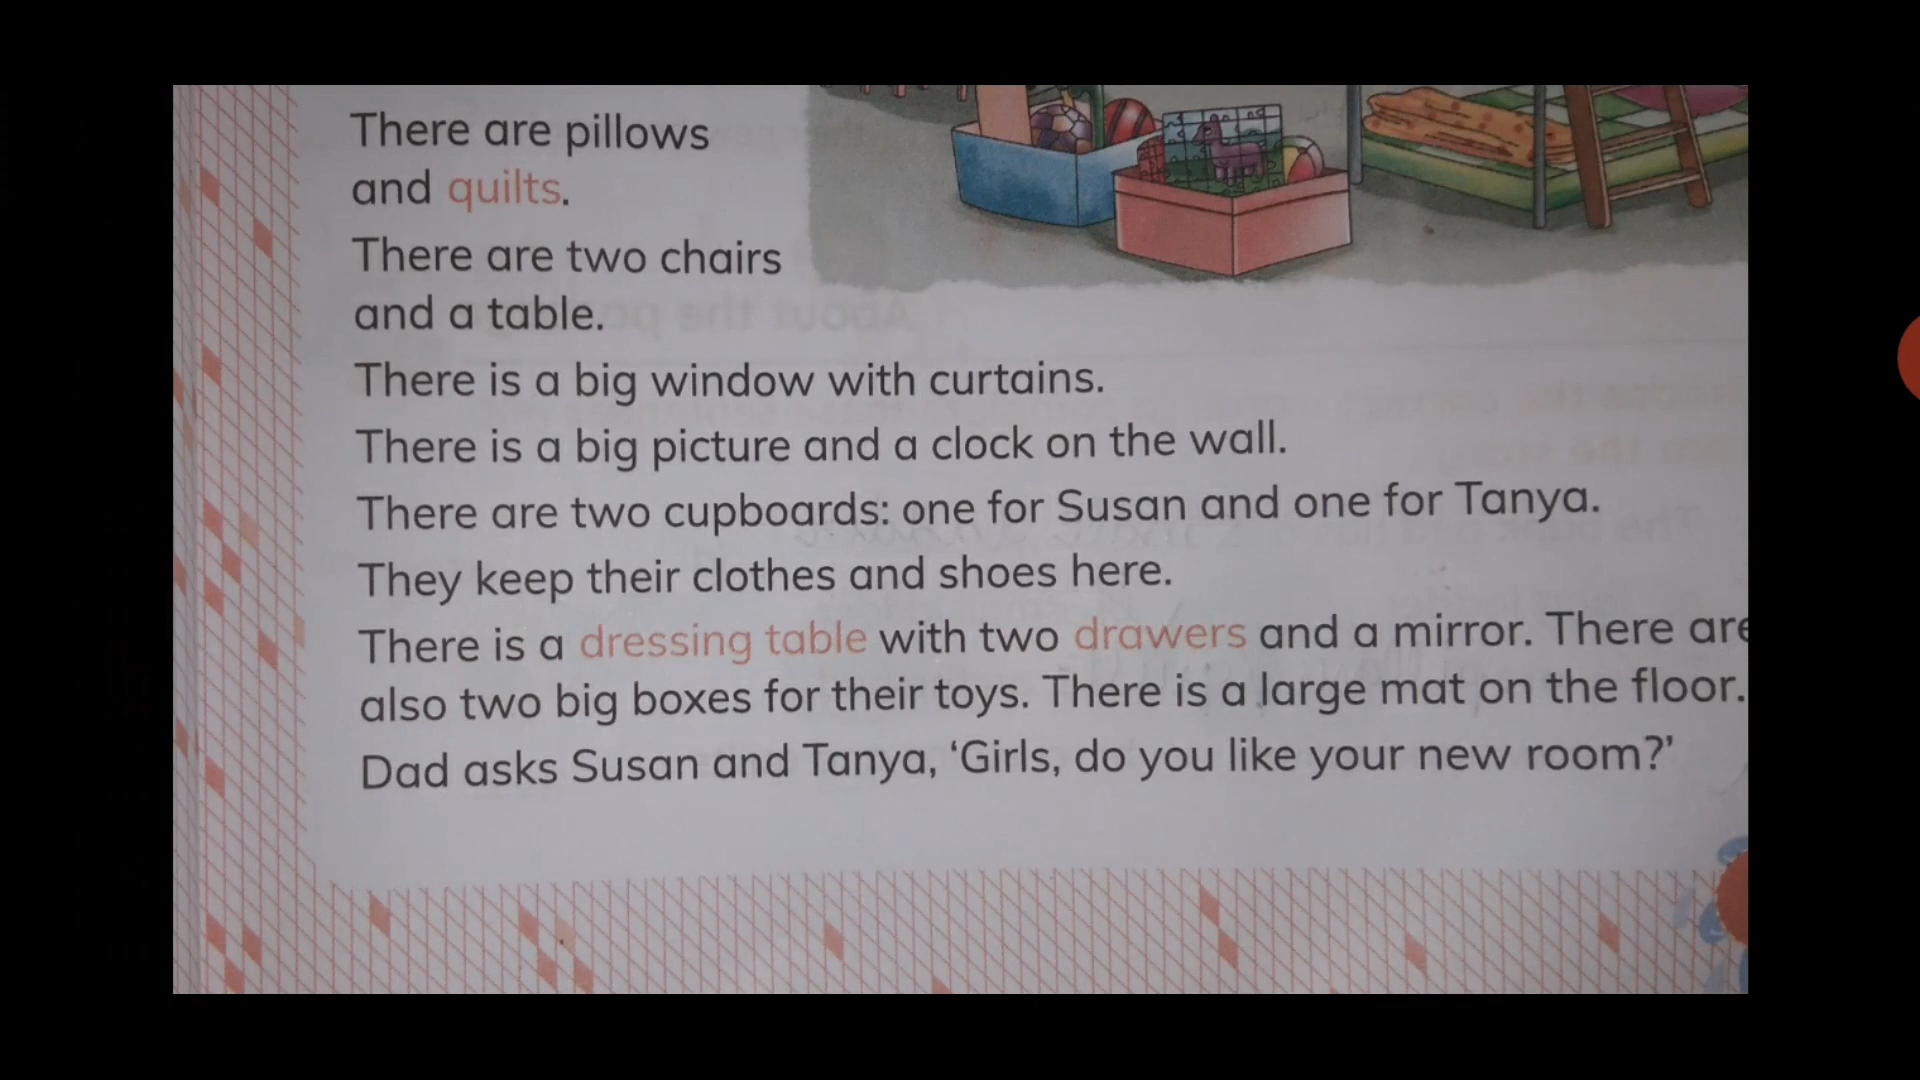 There are pillows
and quilts.
There are two chairs
and a table.
There is a big window with curtains.
There is a big picture and a clock on the wall.
There are two cupboards: one for Susan and one for Tanya.
They keep their clothes and shoes here.
There is a dressing table with two drawers and a mirror. There are
also two big boxes for their toys. There is a large mat on the floor.
Dad asks Susan and Tanya, ‘Girls, do you like your new room?’